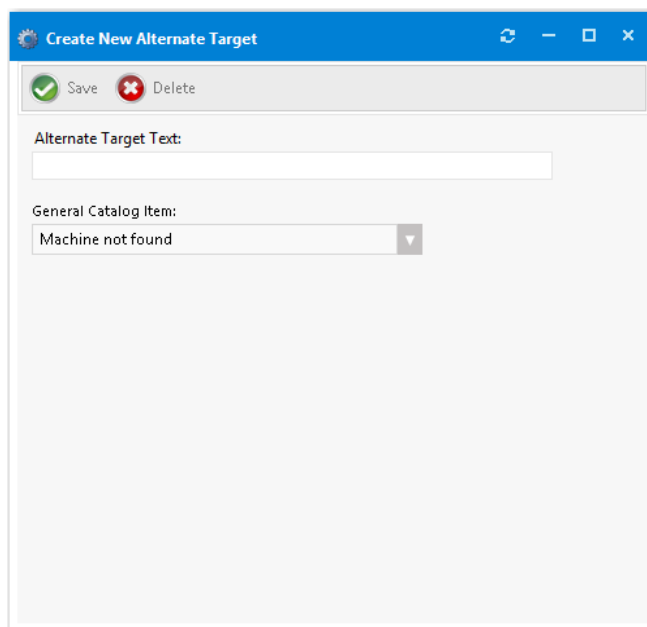 Create New Alternate Target
Save Delete
Alternate Target Text:
General Catalog Item:
Machine not found